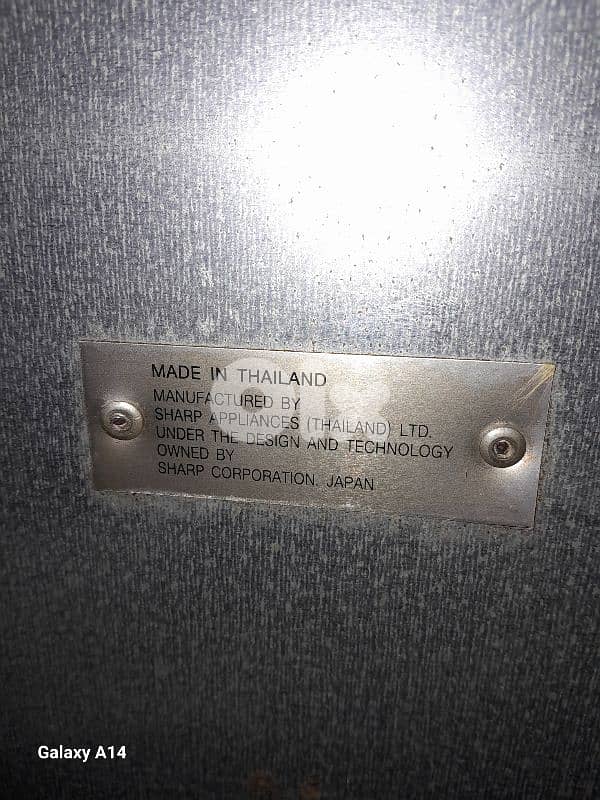 MADE IN THAILAND
MANUFACTURED BY
SHARP APPLIANCES (THAILAND) LTD.
UNDER THE DESIGN AND TECHNOLOGY
OWNED BY
SHARP CORPORATION, JAPAN
Galaxy A14